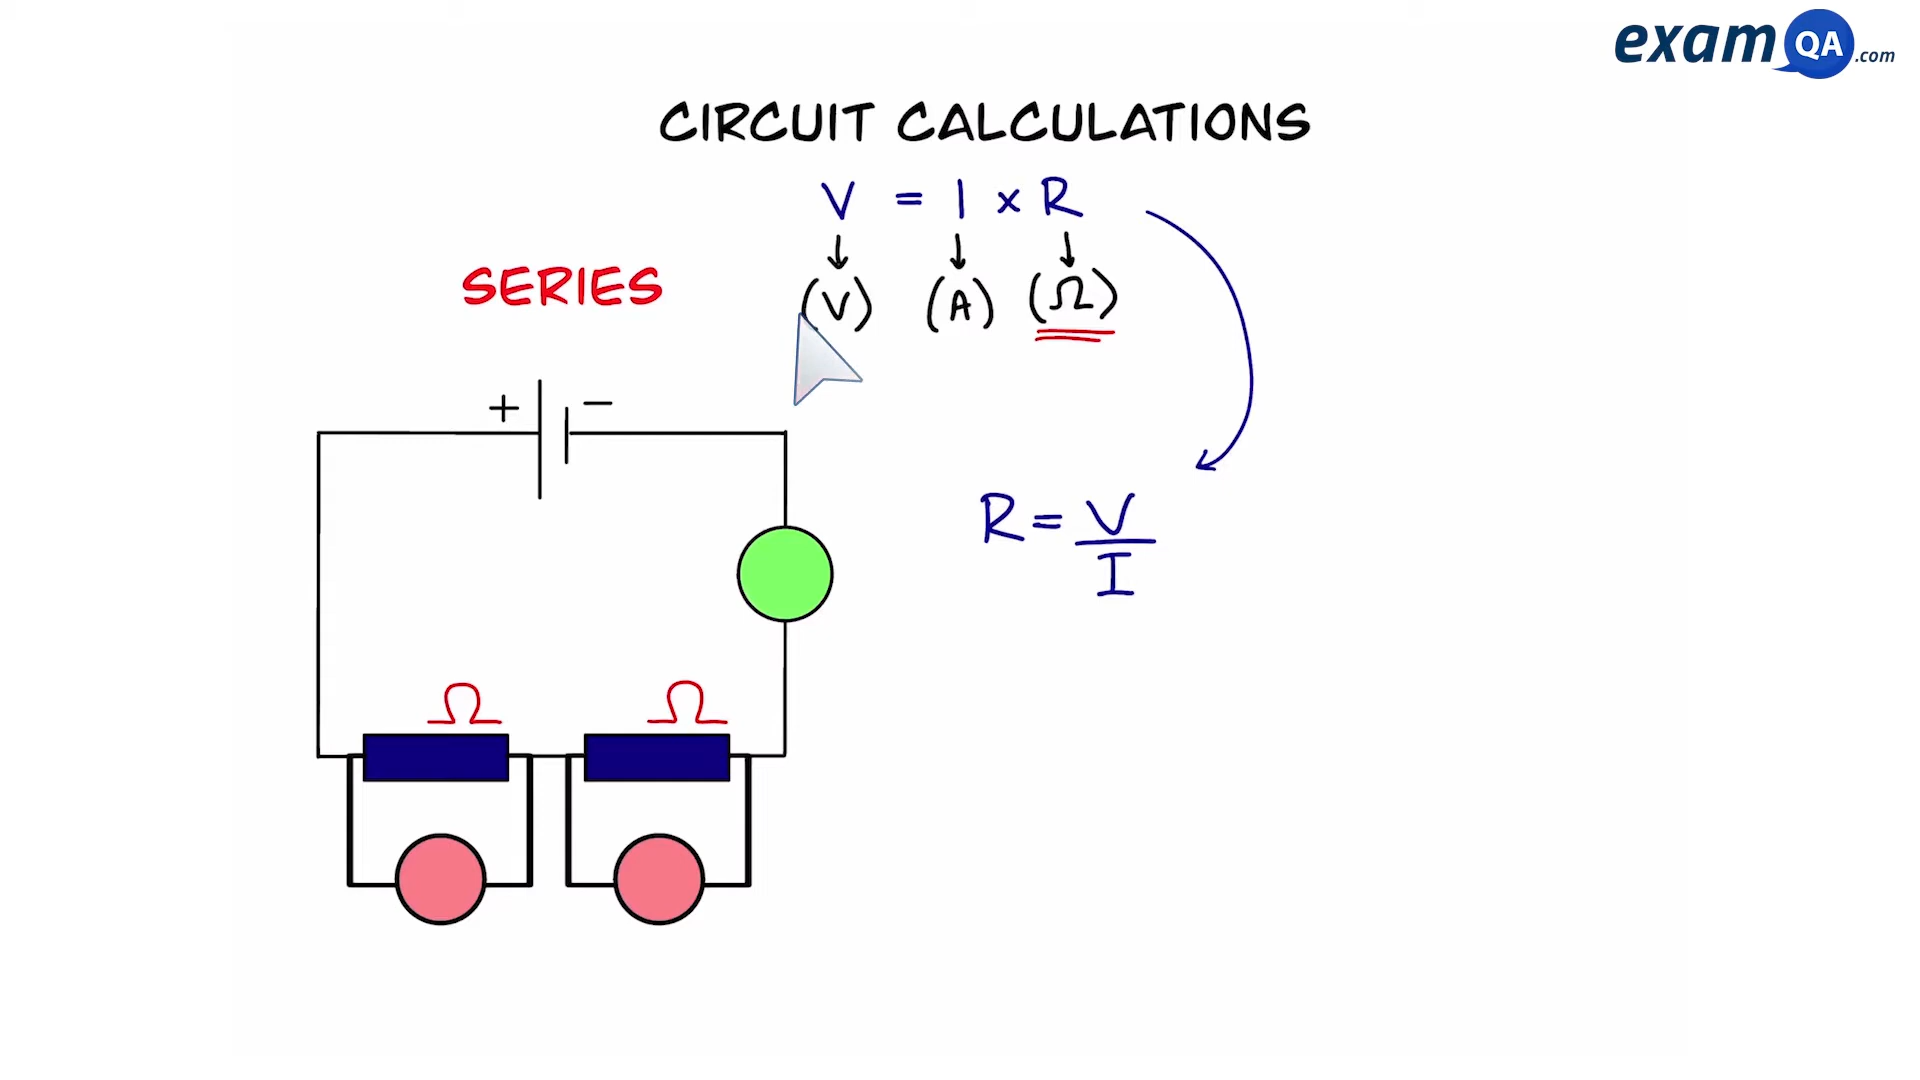 examQA.com
CIRCUIT CALCULATIONS
V = I x R
(V) (A) (Ω)
SERIES
+ −
R = V
I
Ω Ω